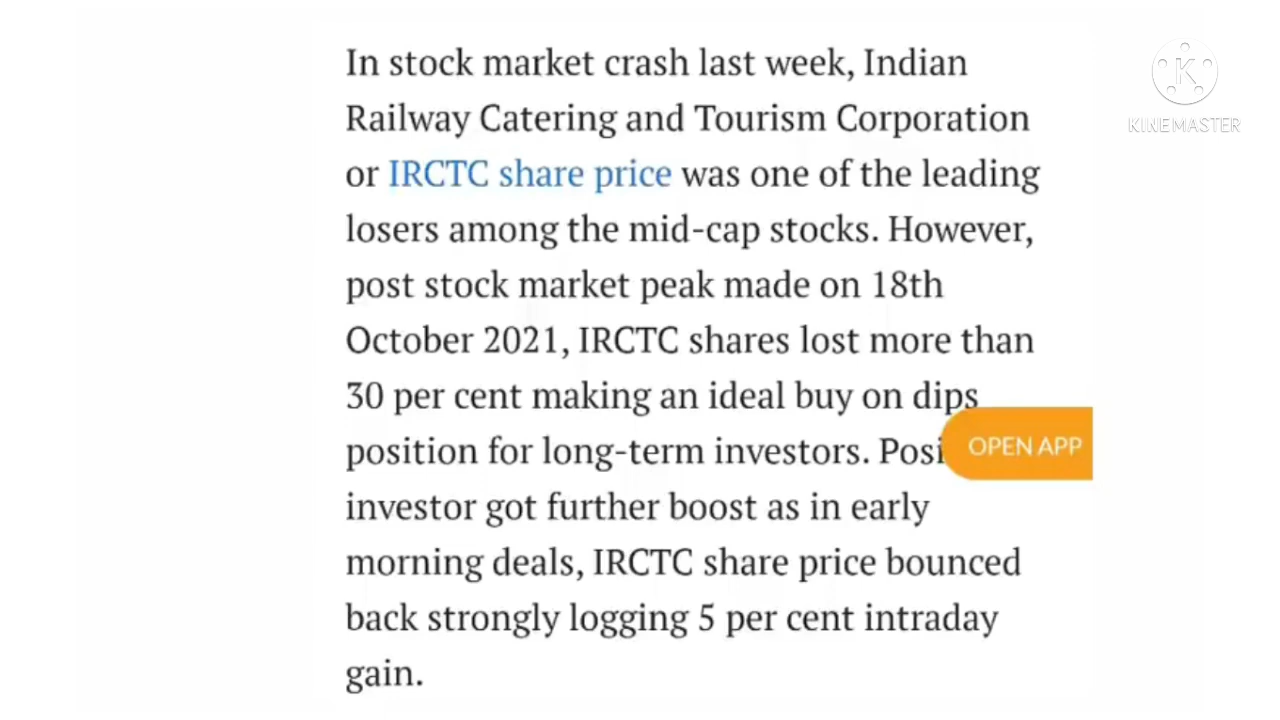 In stock market crash last week, Indian
Railway Catering and Tourism Corporation
or IRCTC share price was one of the leading
losers among the mid-cap stocks. However,
post stock market peak made on 18th
October 2021, IRCTC shares lost more than
30 per cent making an ideal buy on dips
position for long-term investors.
OPEN APP
investor got further boost as in early
morning deals, IRCTC share price bounced
back strongly logging 5 per cent intraday
gain.
K
KINEMASTER